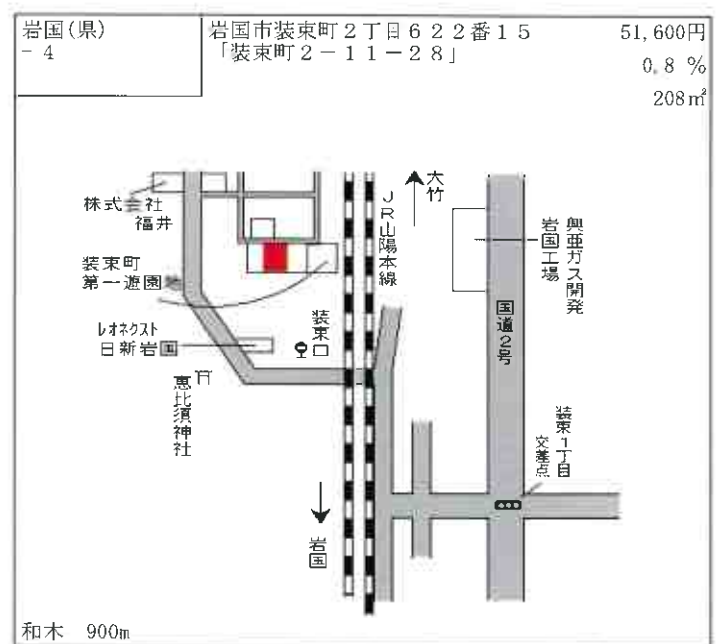 岩国(県)
-4
岩国市装束町2丁目622番15
「装束町2-11-28」
51,600円
0.8 %
208㎡
株式会社
福井
装束町
第一遊園地
レオネクスト
日新岩国
恵比須神社
装束口
JR山陽本線
大竹
岩国
興亜ガス開発
岩国工場
国道2号
装束1丁目
交差点
和木 900m